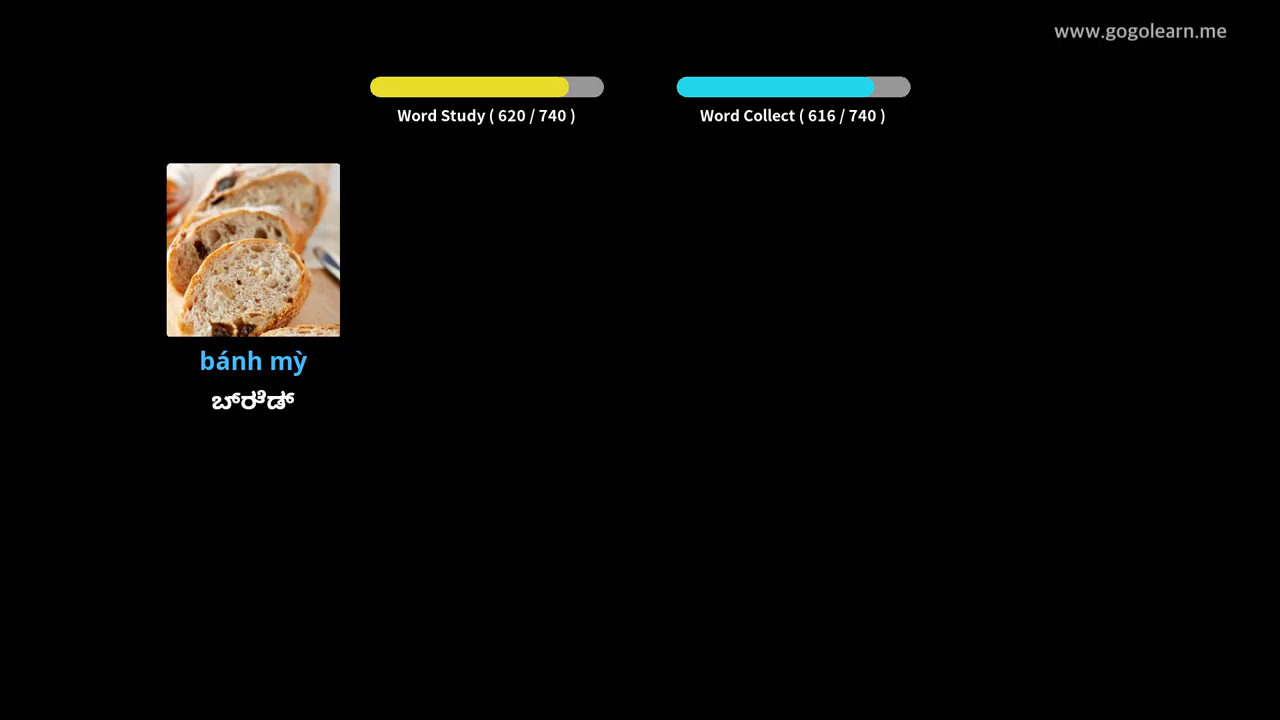 www.gogolearn.me
Word Study ( 620 / 740 )
Word Collect ( 616 / 740 )
bánh mỳ
ಬ್ರೆಡ್